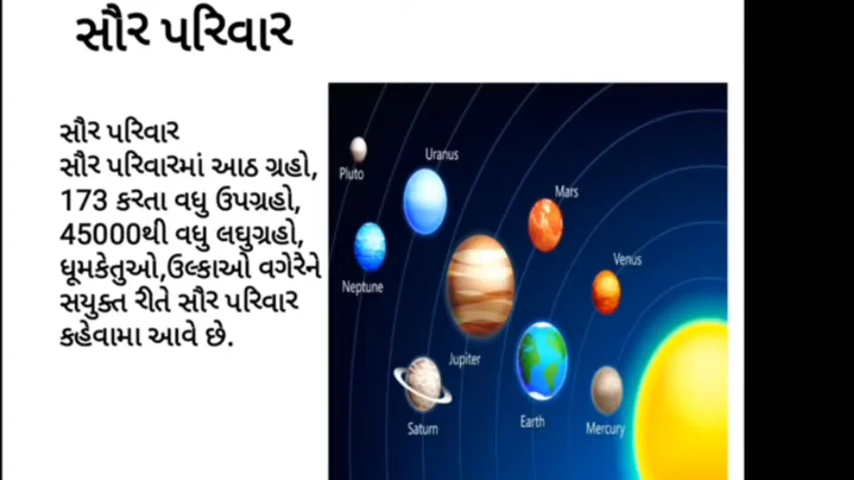 સૌર પરિવાર
સૌર પરિવાર
સૌર પરિવારમાં આઠ ગ્રહો,
173 કરતા વધુ ઉપગ્રહો,
45000થી વધુ લઘુગ્રહો,
ધૂમકેતુઓ,ઉલ્કાઓ વગેરેને
સયુક્ત રીતે સૌર પરિવાર
કહેવામા આવે છે.
Pluto
Uranus
Mars
Neptune
Venus
Jupiter
Saturn
Earth
Mercury